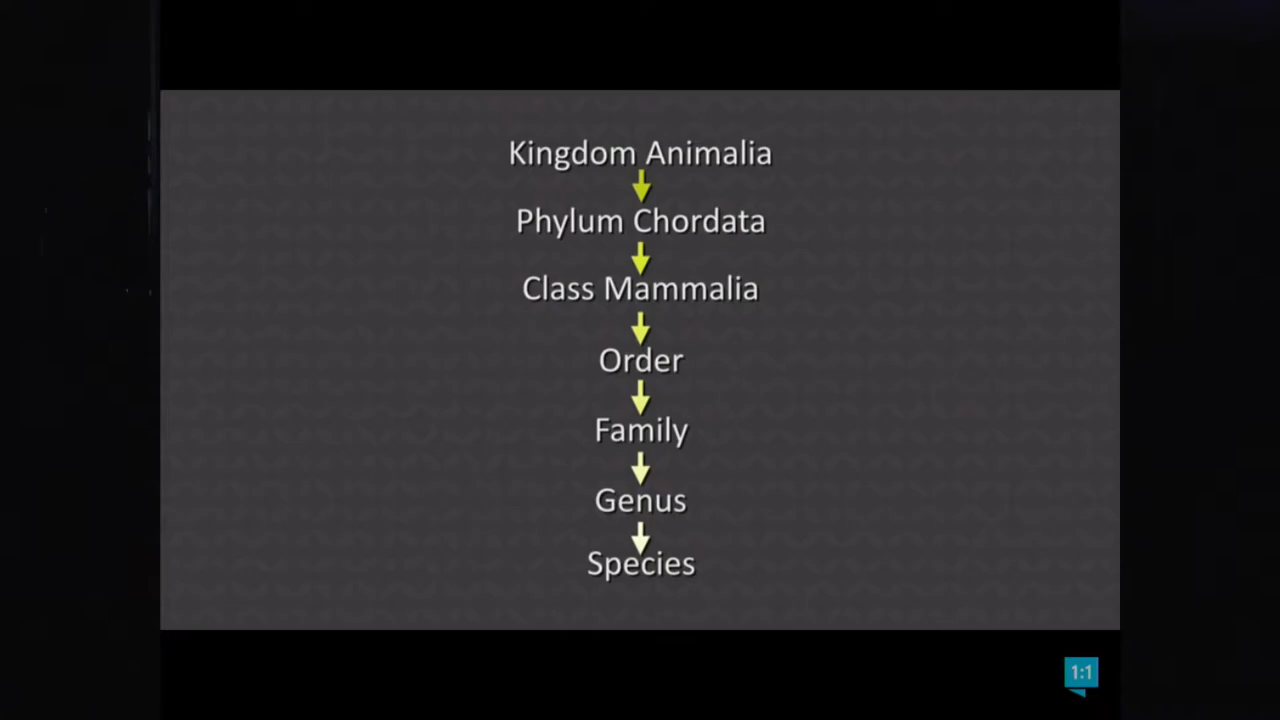 Kingdom Animalia
Phylum Chordata
Class Mammalia
Order
Family
Genus
Species
1:1